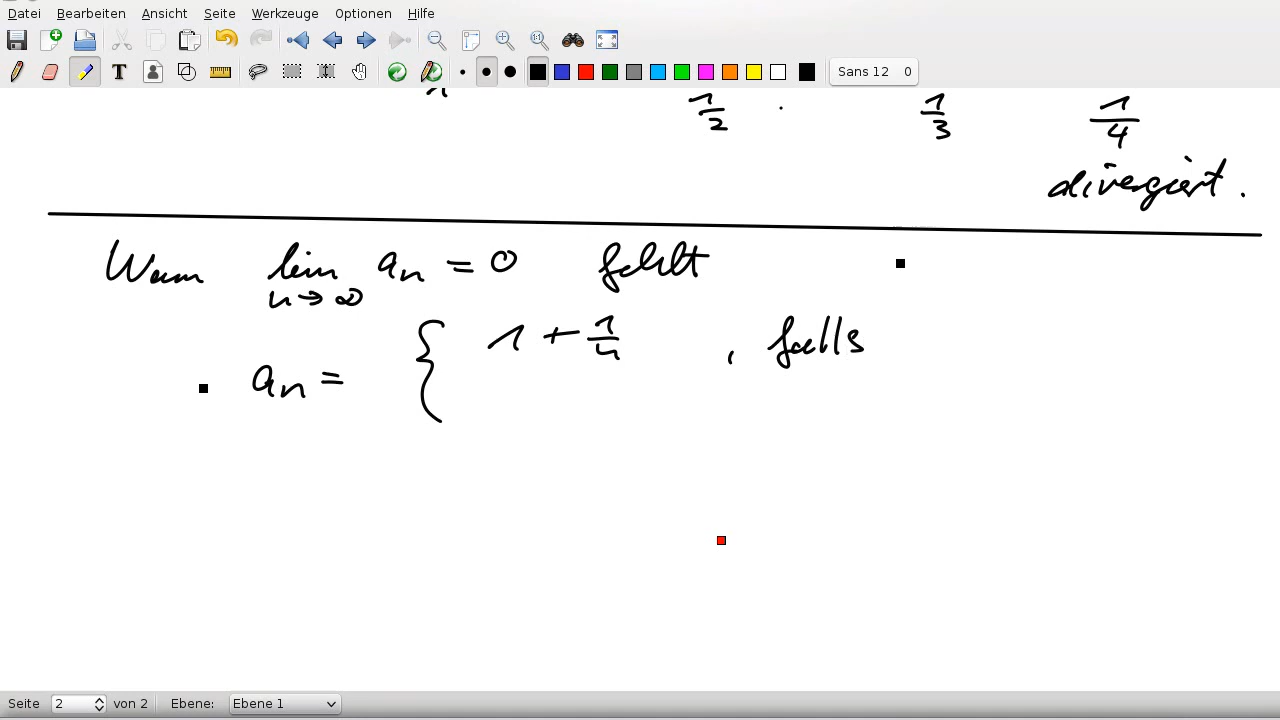 Datei Bearbeiten Ansicht Seite Werkzeuge Optionen Hilfe
Sans 12 0
1/2 1/3 1/4
divergiert.
Wenn lim n→∞ an = 0 fehlt
an = { 1 + 1/n , falls
Seite 2 von 2 Ebene: Ebene 1